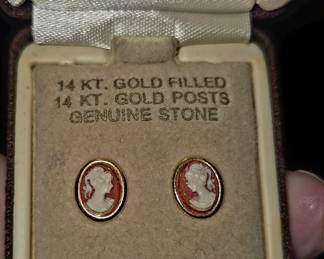 14 KT. GOLD FILLED
14 KT. GOLD POSTS
GENUINE STONE